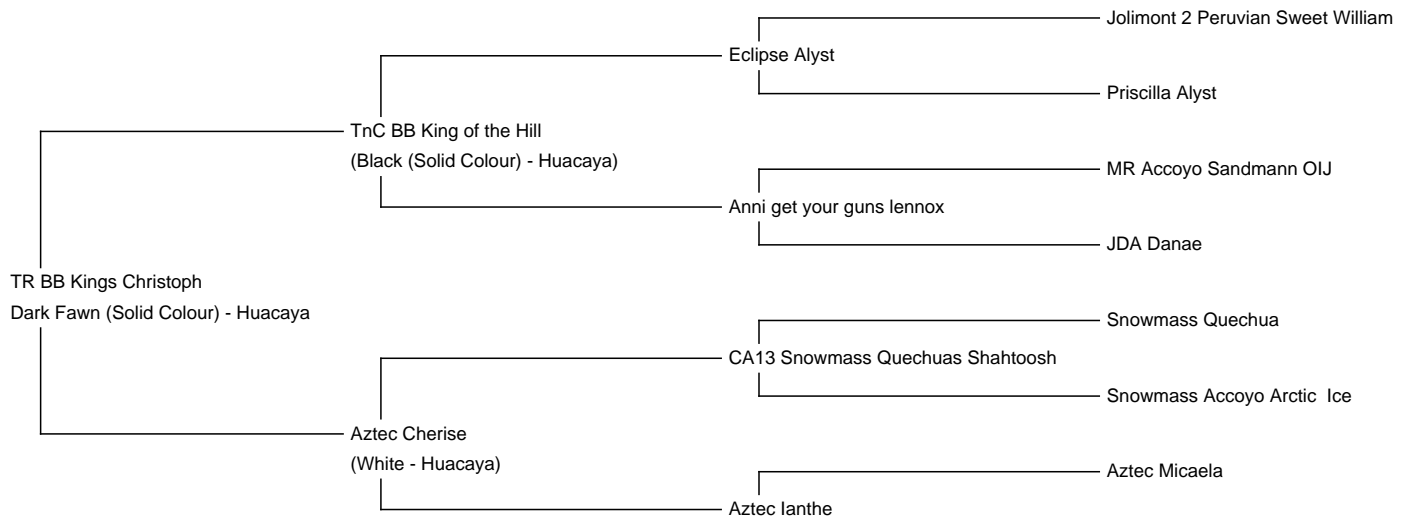 Jolimont 2 Peruvian Sweet William
Eclipse Alyst
Priscilla Alyst
TnC BB King of the Hill
(Black (Solid Colour) - Huacaya)
MR Accoyo Sandmann OIJ
Anni get your guns lennox
JDA Danae
TR BB Kings Christoph
Dark Fawn (Solid Colour) - Huacaya
Snowmass Quechua
CA13 Snowmass Quechuas Shahtoosh
Snowmass Accoyo Arctic  Ice
Aztec Cherise
(White - Huacaya)
Aztec Micaela
Aztec Ianthe